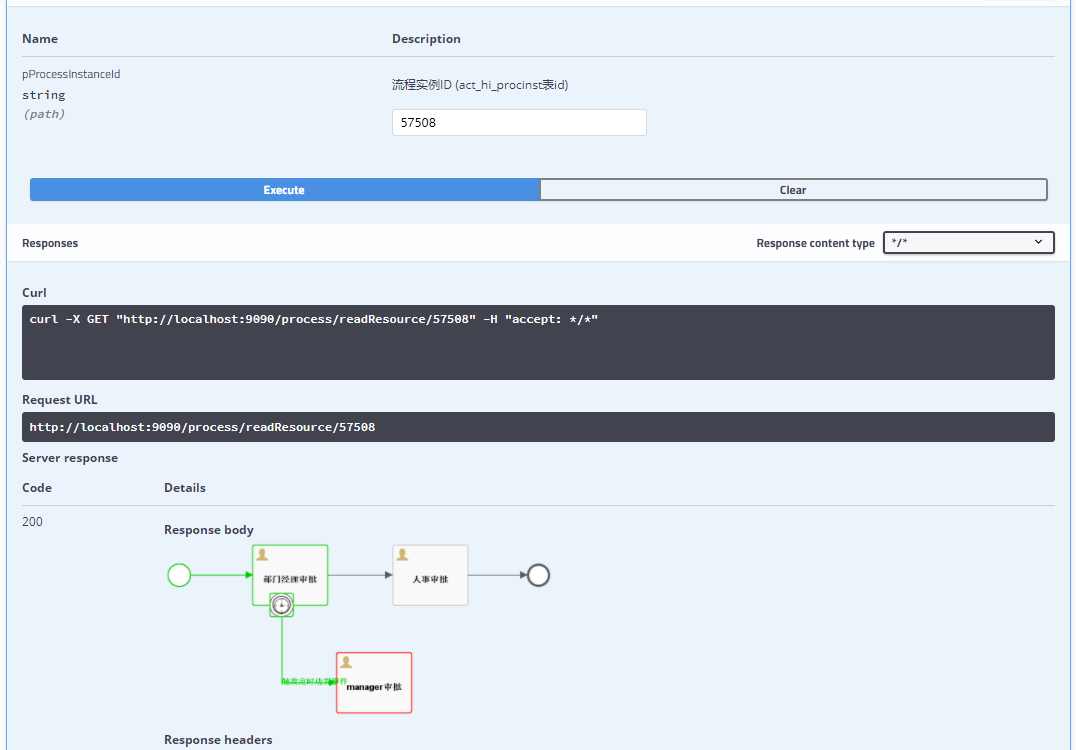 Name Description
pProcessInstanceId
string
(path)
流程实例ID (act_hi_procinst表id)
57508
Execute Clear
Responses Response content type */*
Curl
curl -X GET "http://localhost:9090/process/readResource/57508" -H "accept: */*"
Request URL
http://localhost:9090/process/readResource/57508
Server response
Code Details
200
Response body
部门经理审批 人事审批
触发定时边界事件
manager审批
Response headers